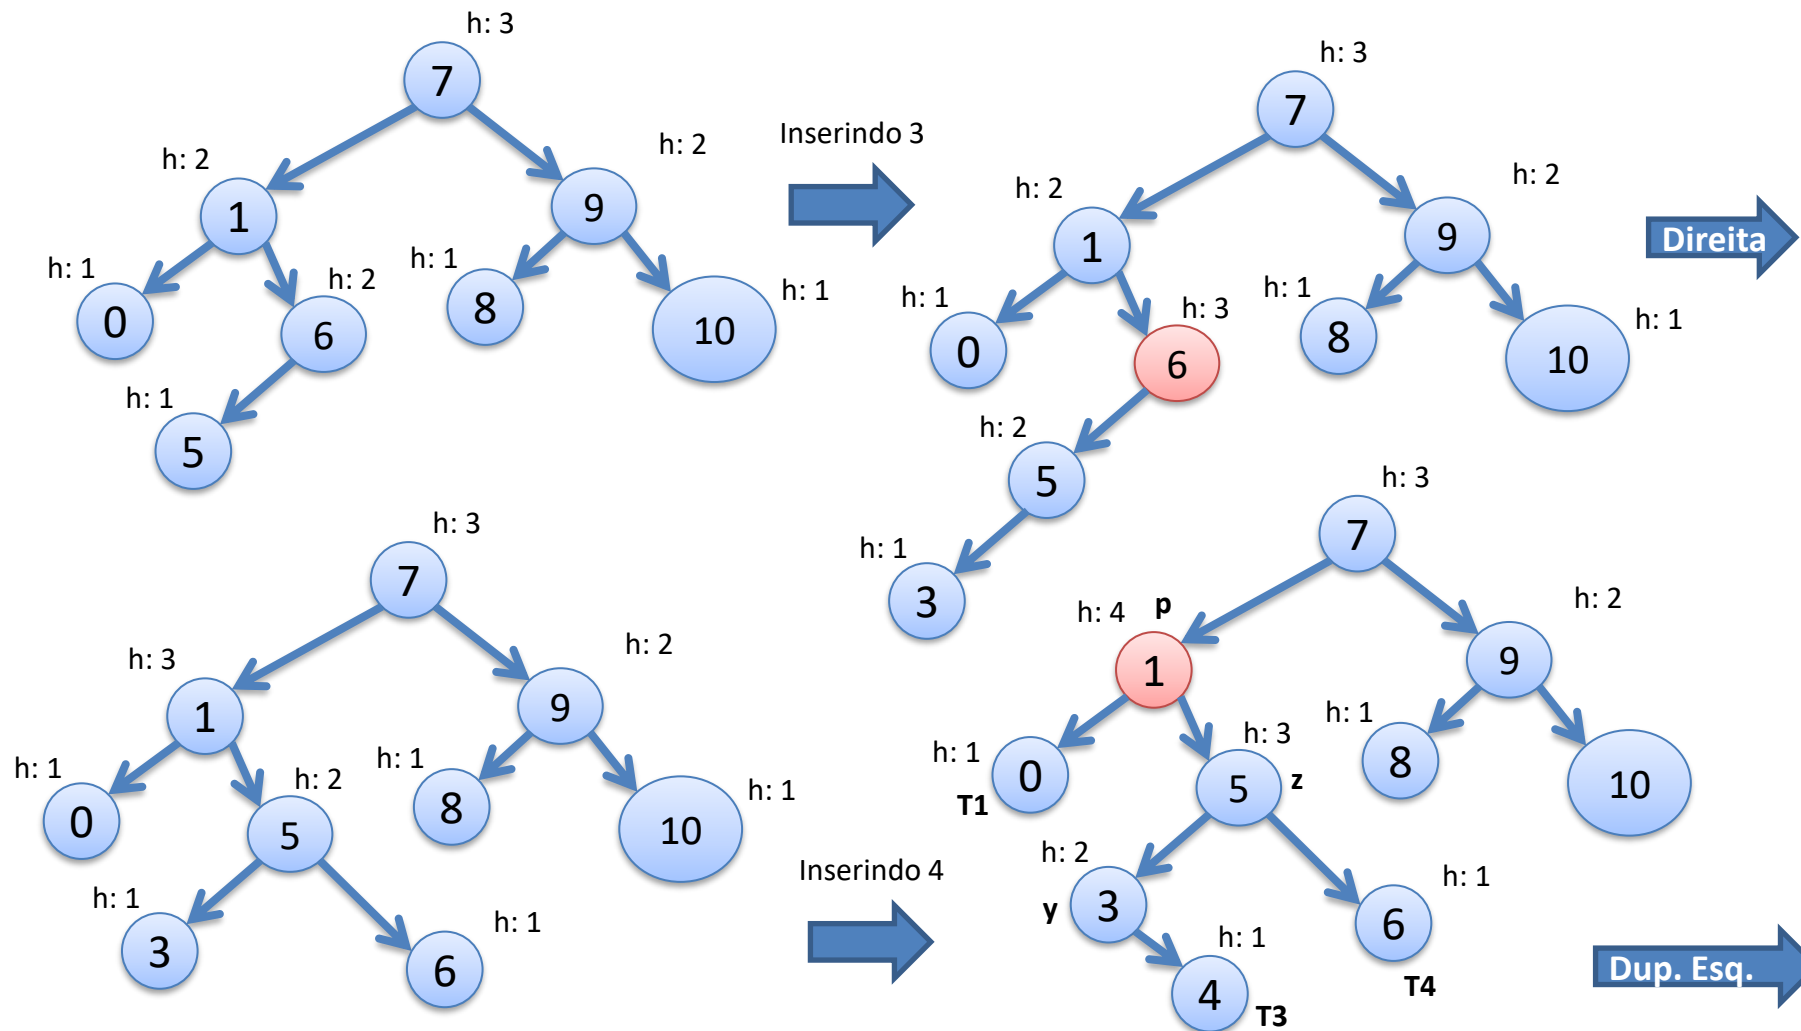 h: 3
7
h: 2
1
h: 2
9
h: 1
0
h: 2
6
h: 1
8
h: 1
10
h: 1
5
Inserindo 3
h: 3
7
h: 2
1
h: 2
9
h: 1
0
h: 3
6
h: 1
8
h: 1
10
h: 2
5
h: 1
3
Direita
h: 3
7
h: 3
1
h: 2
9
h: 1
0
h: 2
5
h: 1
8
h: 1
10
h: 1
3
h: 1
6
Inserindo 4
h: 3
7
h: 4
p
1
h: 2
9
h: 1
0
T1
h: 3
5
z
h: 1
8
10
h: 2
y
3
h: 1
6
T4
h: 1
4
T3
Dup. Esq.